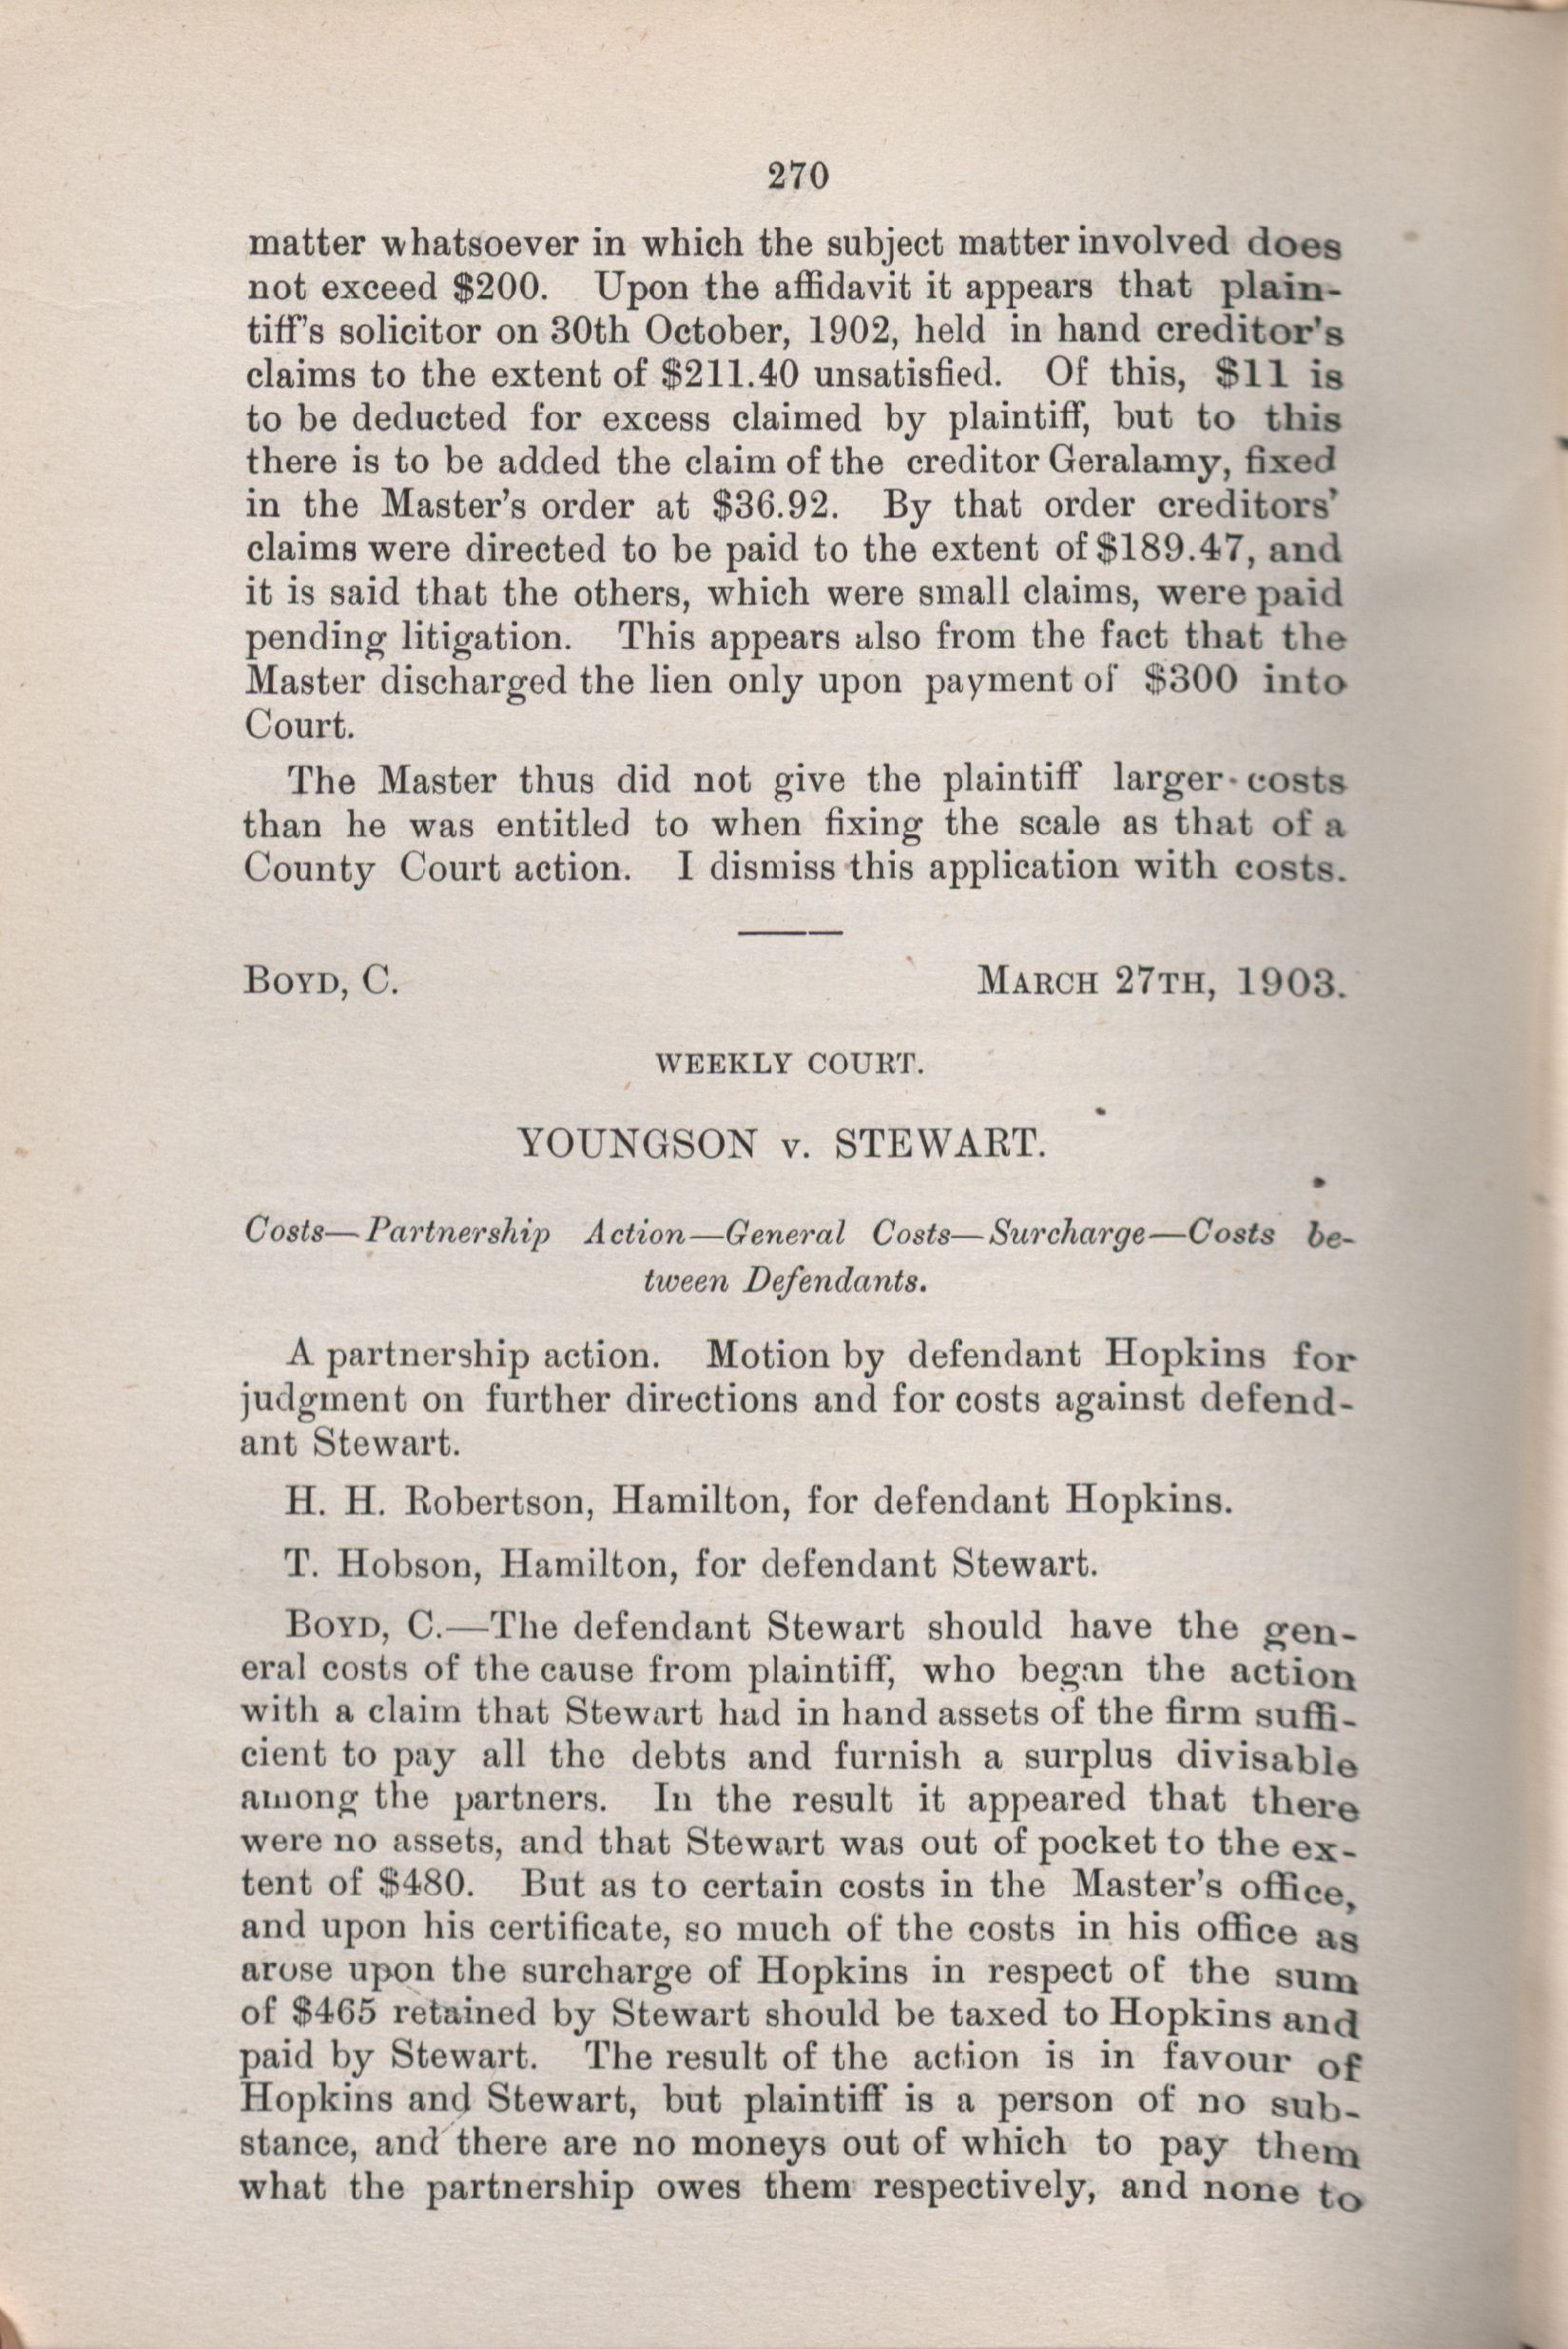 270
matter whatsoever in which the subject matter involved does
not exceed $200. Upon the affidavit it appears that plain-
tiff's solicitor on 30th October, 1902, held in hand creditor's
claims to the extent of $211.40 unsatisfied. Of this, $11 is
to be deducted for excess claimed by plaintiff, but to this
there is to be added the claim of the creditor Geralamy, fixed
in the Master's order at $36.92. By that order creditors'
claims were directed to be paid to the extent of $189.47, and
it is said that the others, which were small claims, were paid
pending litigation. This appears also from the fact that the
Master discharged the lien only upon payment of $300 into
Court.
The Master thus did not give the plaintiff larger costs
than he was entitled to when fixing the scale as that of a
County Court action. I dismiss this application with costs.
BOYD, C. MARCH 27TH, 1903.
WEEKLY COURT.
YOUNGSON v. STEWART.
Costs—Partnership Action—General Costs—Surcharge—Costs be-
tween Defendants.
A partnership action. Motion by defendant Hopkins for
judgment on further directions and for costs against defend-
ant Stewart.
H. H. Robertson, Hamilton, for defendant Hopkins.
T. Hobson, Hamilton, for defendant Stewart.
BOYD, C.—The defendant Stewart should have the gen-
eral costs of the cause from plaintiff, who began the action
with a claim that Stewart had in hand assets of the firm suffi-
cient to pay all the debts and furnish a surplus divisable
among the partners. In the result it appeared that there
were no assets, and that Stewart was out of pocket to the ex-
tent of $480. But as to certain costs in the Master's office,
and upon his certificate, so much of the costs in his office as
arose upon the surcharge of Hopkins in respect of the sum
of $465 retained by Stewart should be taxed to Hopkins and
paid by Stewart. The result of the action is in favour of
Hopkins and Stewart, but plaintiff is a person of no sub-
stance, and there are no moneys out of which to pay them
what the partnership owes them respectively, and none to